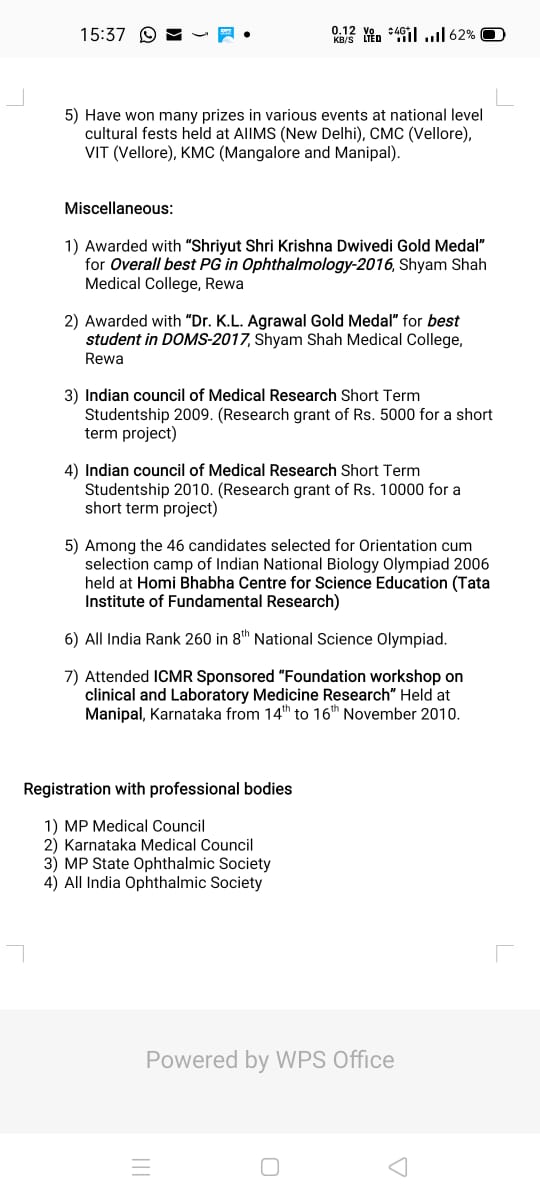 15:37
0.12 KB/S Vo LTE 4G+ 62%
5) Have won many prizes in various events at national level
cultural fests held at AIIMS (New Delhi), CMC (Vellore),
VIT (Vellore), KMC (Mangalore and Manipal).
Miscellaneous:
1) Awarded with “Shriyut Shri Krishna Dwivedi Gold Medal”
for Overall best PG in Ophthalmology-2016, Shyam Shah
Medical College, Rewa
2) Awarded with “Dr. K.L. Agrawal Gold Medal” for best
student in DOMS-2017, Shyam Shah Medical College,
Rewa
3) Indian council of Medical Research Short Term
Studentship 2009. (Research grant of Rs. 5000 for a short
term project)
4) Indian council of Medical Research Short Term
Studentship 2010. (Research grant of Rs. 10000 for a
short term project)
5) Among the 46 candidates selected for Orientation cum
selection camp of Indian National Biology Olympiad 2006
held at Homi Bhabha Centre for Science Education (Tata
Institute of Fundamental Research)
6) All India Rank 260 in 8th National Science Olympiad.
7) Attended ICMR Sponsored “Foundation workshop on
clinical and Laboratory Medicine Research” Held at
Manipal, Karnataka from 14th to 16th November 2010.
Registration with professional bodies
1) MP Medical Council
2) Karnataka Medical Council
3) MP State Ophthalmic Society
4) All India Ophthalmic Society
Powered by WPS Office